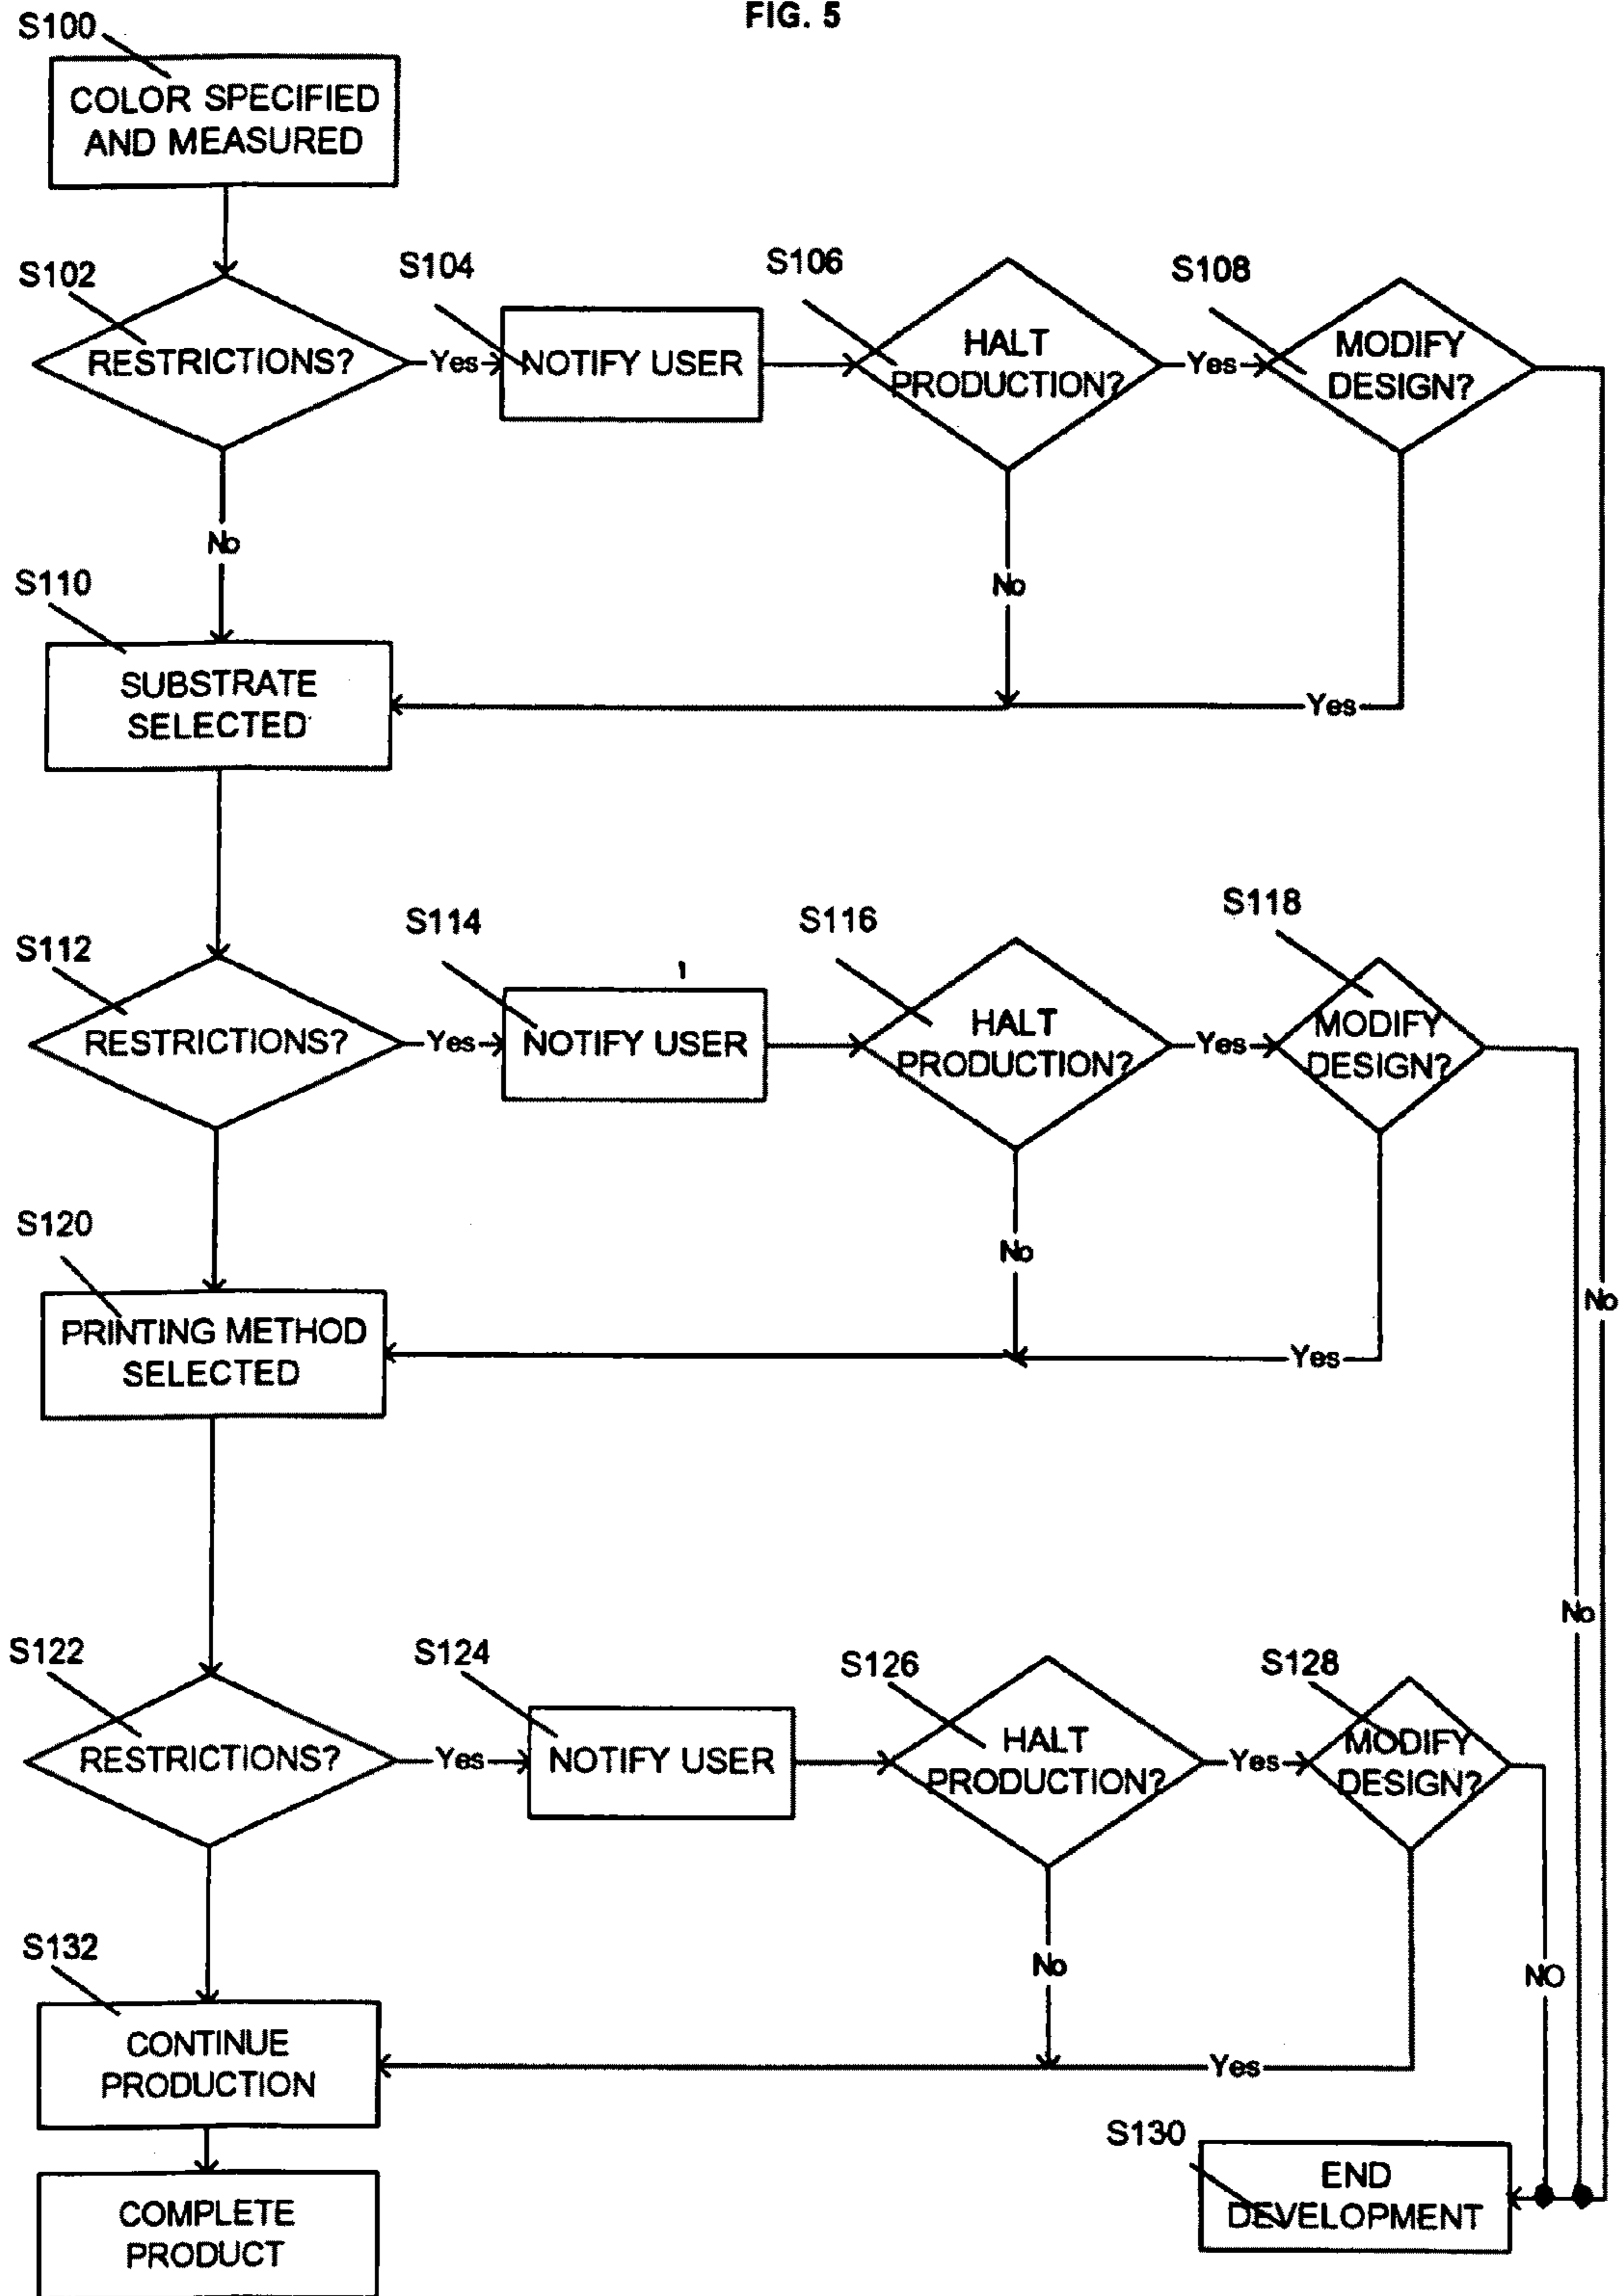 FIG. 5
S100
COLOR SPECIFIED
AND MEASURED
S102
RESTRICTIONS?
Yes
S104
NOTIFY USER
S106
HALT
PRODUCTION?
Yes
S108
MODIFY
DESIGN?
No
No
Yes
S110
SUBSTRATE
SELECTED
S112
RESTRICTIONS?
Yes
S114
NOTIFY USER
S116
HALT
PRODUCTION?
Yes
S118
MODIFY
DESIGN?
No
Yes
No
S120
PRINTING METHOD
SELECTED
No
S122
RESTRICTIONS?
Yes
S124
NOTIFY USER
S126
HALT
PRODUCTION?
Yes
S128
MODIFY
DESIGN?
No
NO
Yes
S132
CONTINUE
PRODUCTION
S130
END
DEVELOPMENT
COMPLETE
PRODUCT